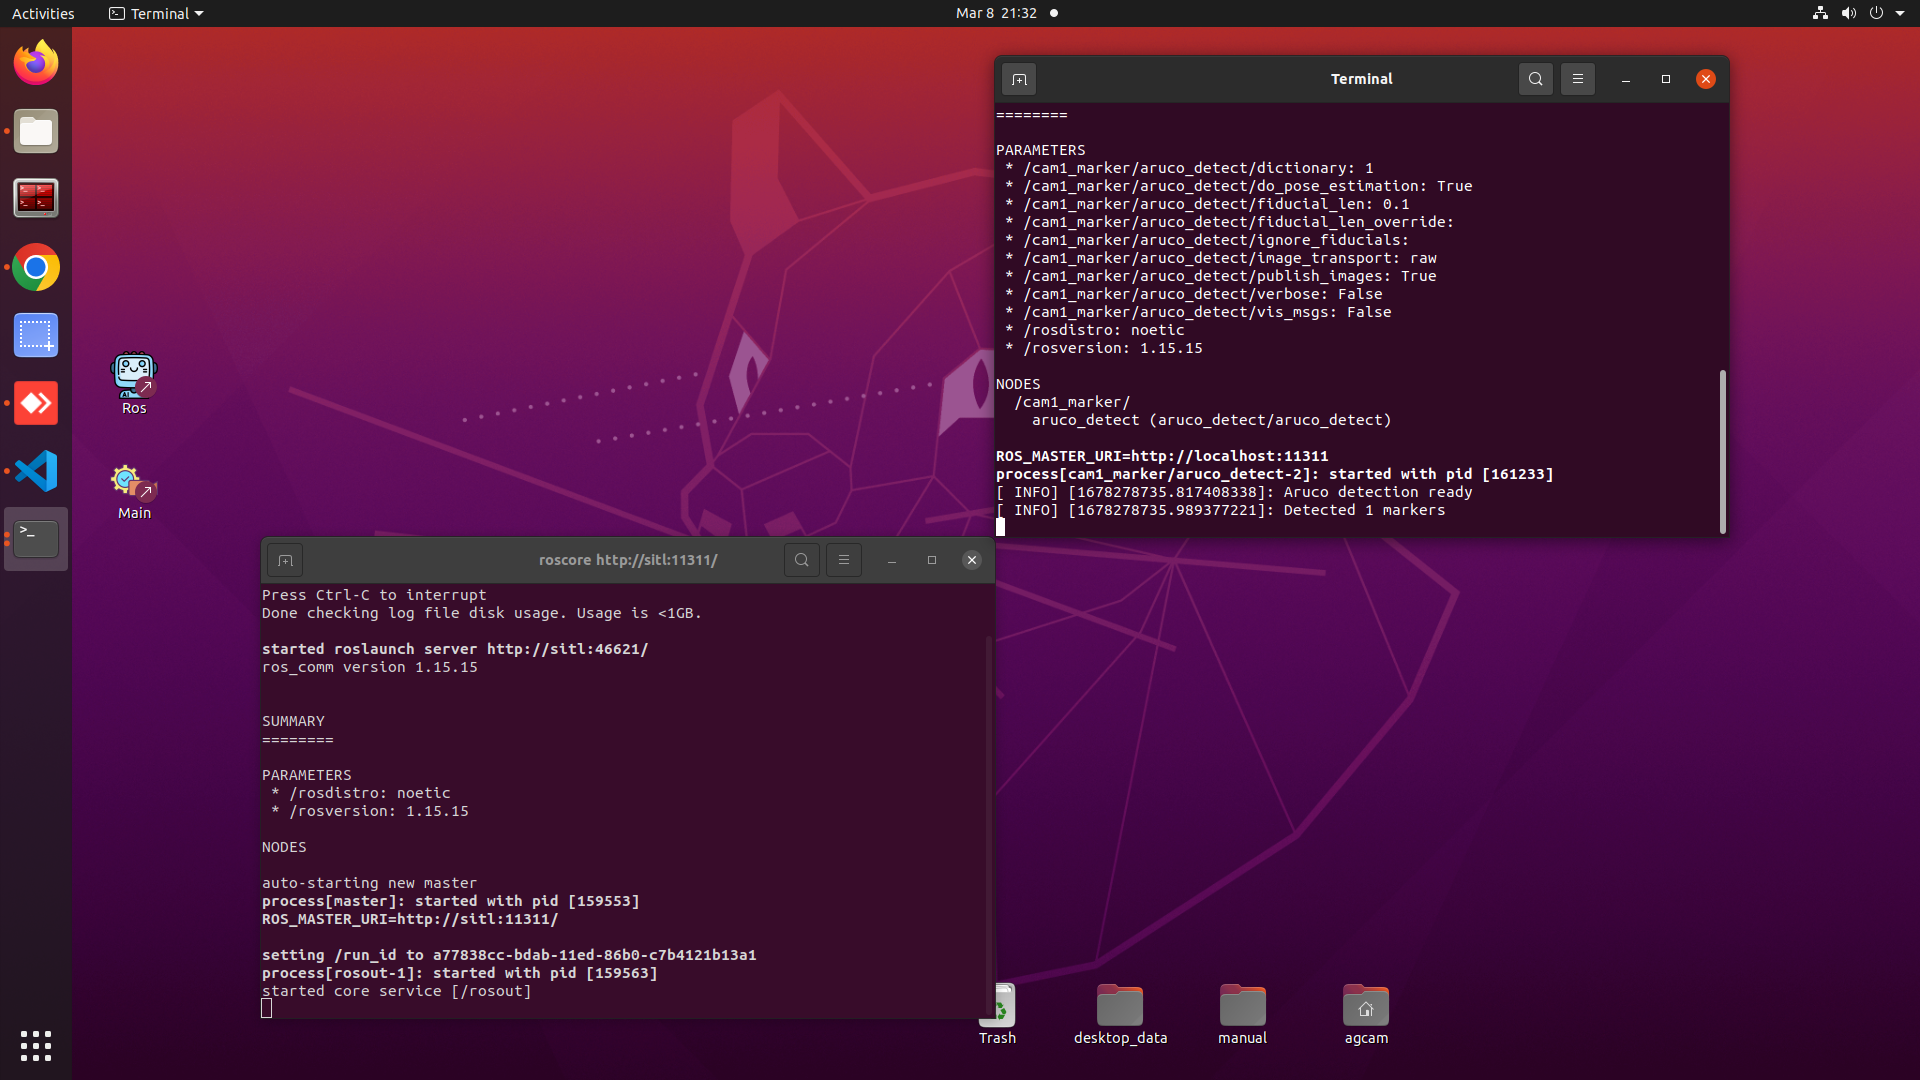 Activities
Terminal
Mar 8 21:32
Terminal
========
PARAMETERS
* /cam1_marker/aruco_detect/dictionary: 1
* /cam1_marker/aruco_detect/do_pose_estimation: True
* /cam1_marker/aruco_detect/fiducial_len: 0.1
* /cam1_marker/aruco_detect/fiducial_len_override:
* /cam1_marker/aruco_detect/ignore_fiducials:
* /cam1_marker/aruco_detect/image_transport: raw
* /cam1_marker/aruco_detect/publish_images: True
* /cam1_marker/aruco_detect/verbose: False
* /cam1_marker/aruco_detect/vis_msgs: False
* /rosdistro: noetic
* /rosversion: 1.15.15
NODES
/cam1_marker/
aruco_detect (aruco_detect/aruco_detect)
ROS_MASTER_URI=http://localhost:11311
process[cam1_marker/aruco_detect-2]: started with pid [161233]
[ INFO] [1678278735.817408338]: Aruco detection ready
[ INFO] [1678278735.989377221]: Detected 1 markers
Ros
Main
roscore http://sitl:11311/
Press Ctrl-C to interrupt
Done checking log file disk usage. Usage is <1GB.
started roslaunch server http://sitl:46621/
ros_comm version 1.15.15
SUMMARY
========
PARAMETERS
* /rosdistro: noetic
* /rosversion: 1.15.15
NODES
auto-starting new master
process[master]: started with pid [159553]
ROS_MASTER_URI=http://sitl:11311/
setting /run_id to a77838cc-bdab-11ed-86b0-c7b4121b13a1
process[rosout-1]: started with pid [159563]
started core service [/rosout]
Trash
desktop_data
manual
agcam